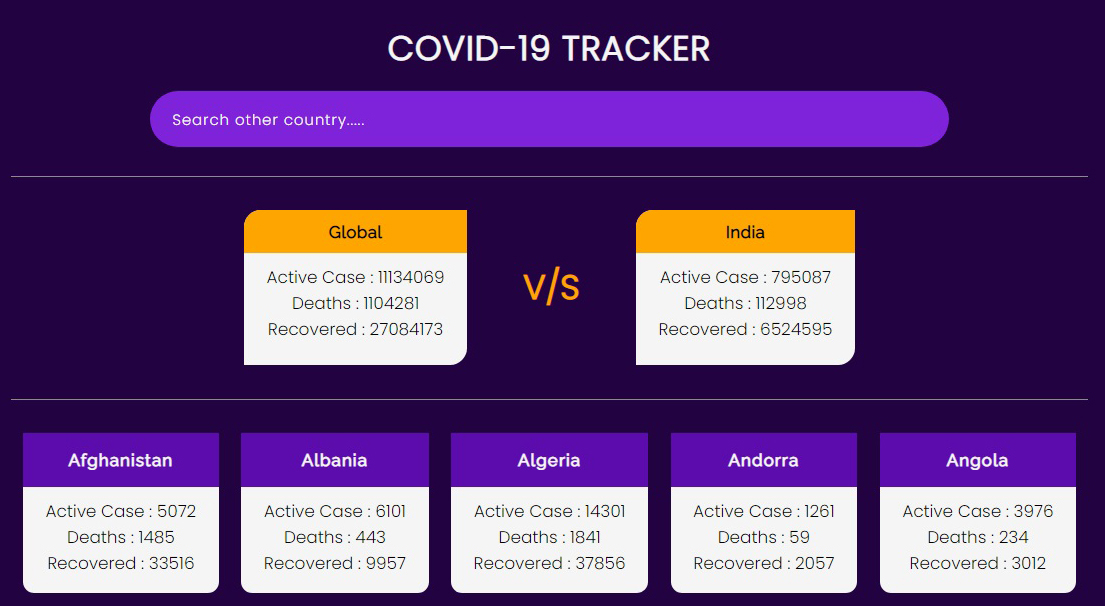 COVID-19 TRACKER
Search other country.....
Global
Active Case : 11134069
Deaths : 1104281
Recovered : 27084173
V/S
India
Active Case : 795087
Deaths : 112998
Recovered : 6524595
Afghanistan
Active Case : 5072
Deaths : 1485
Recovered : 33516
Albania
Active Case : 6101
Deaths : 443
Recovered : 9957
Algeria
Active Case : 14301
Deaths : 1841
Recovered : 37856
Andorra
Active Case : 1261
Deaths : 59
Recovered : 2057
Angola
Active Case : 3976
Deaths : 234
Recovered : 3012